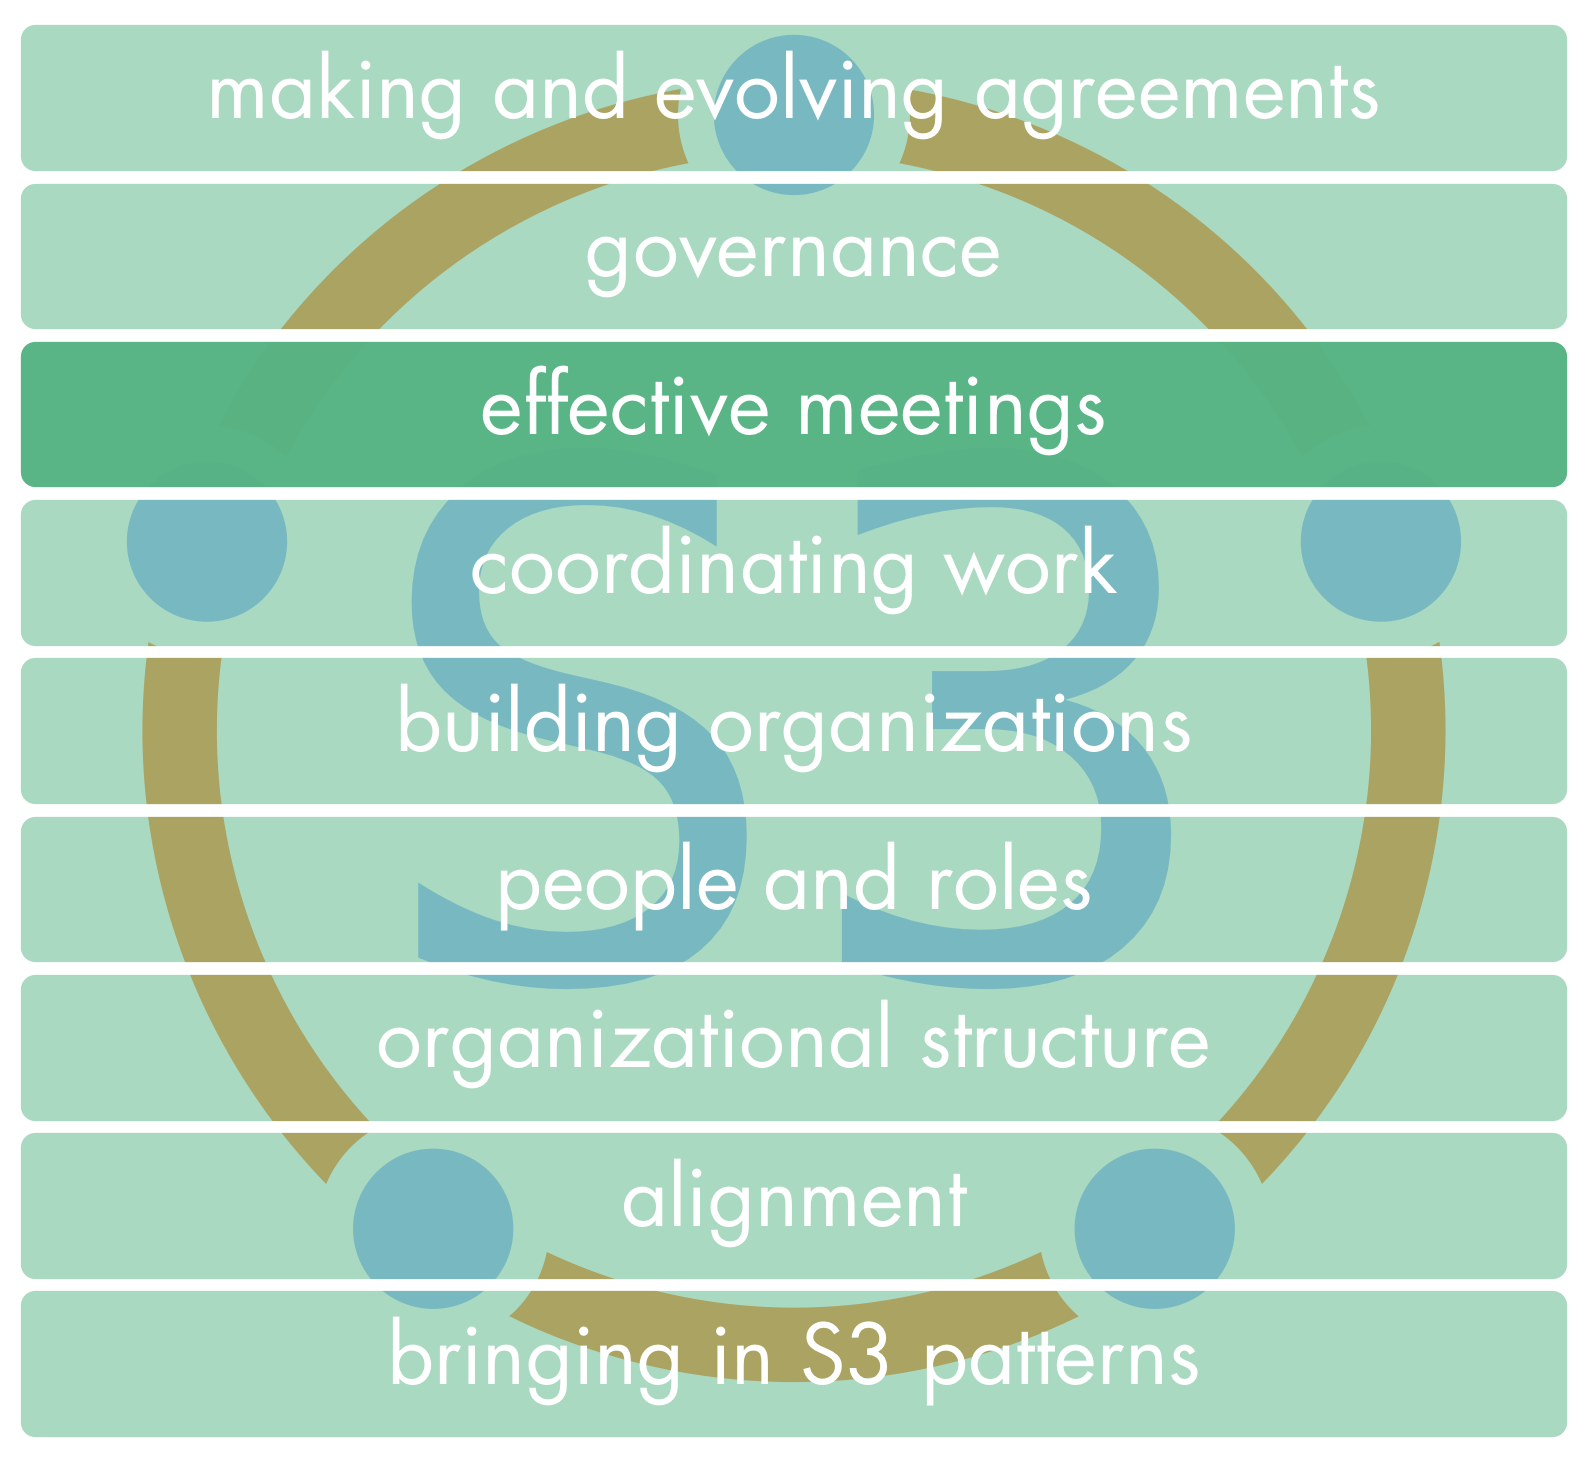 making and evolving agreements
governance
effective meetings
S3
coordinating work
building organizations
people and roles
organizational structure
alignment
bringing in S3 patterns